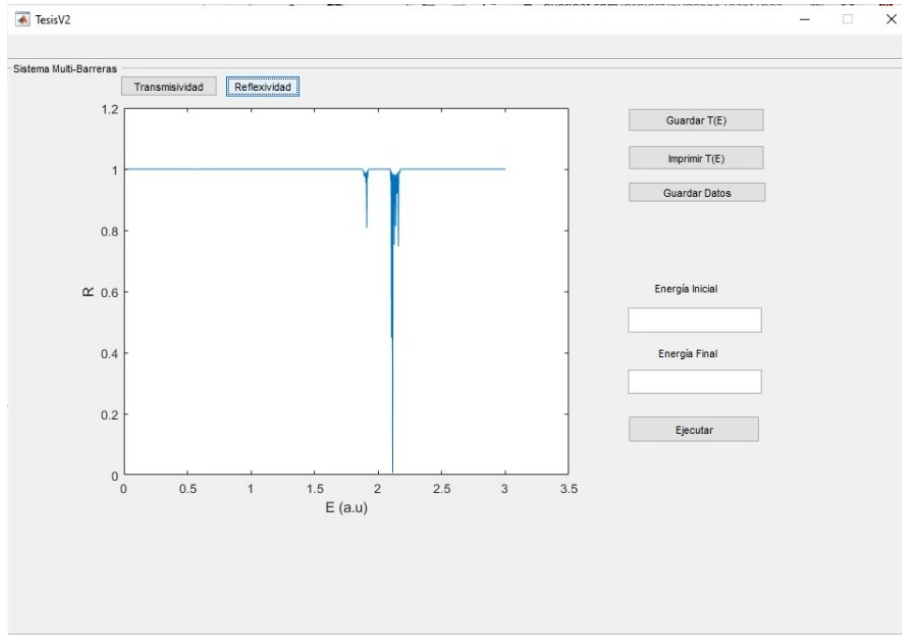 TesisV2
Sistema Multi-Barreras
Transmisividad
Reflexividad
1.2
1
0.8
0.6
0.4
0.2
0
R
0
0.5
1
1.5
2
2.5
3
3.5
E (a.u)
Guardar T(E)
Imprimir T(E)
Guardar Datos
Energía Inicial
Energía Final
Ejecutar